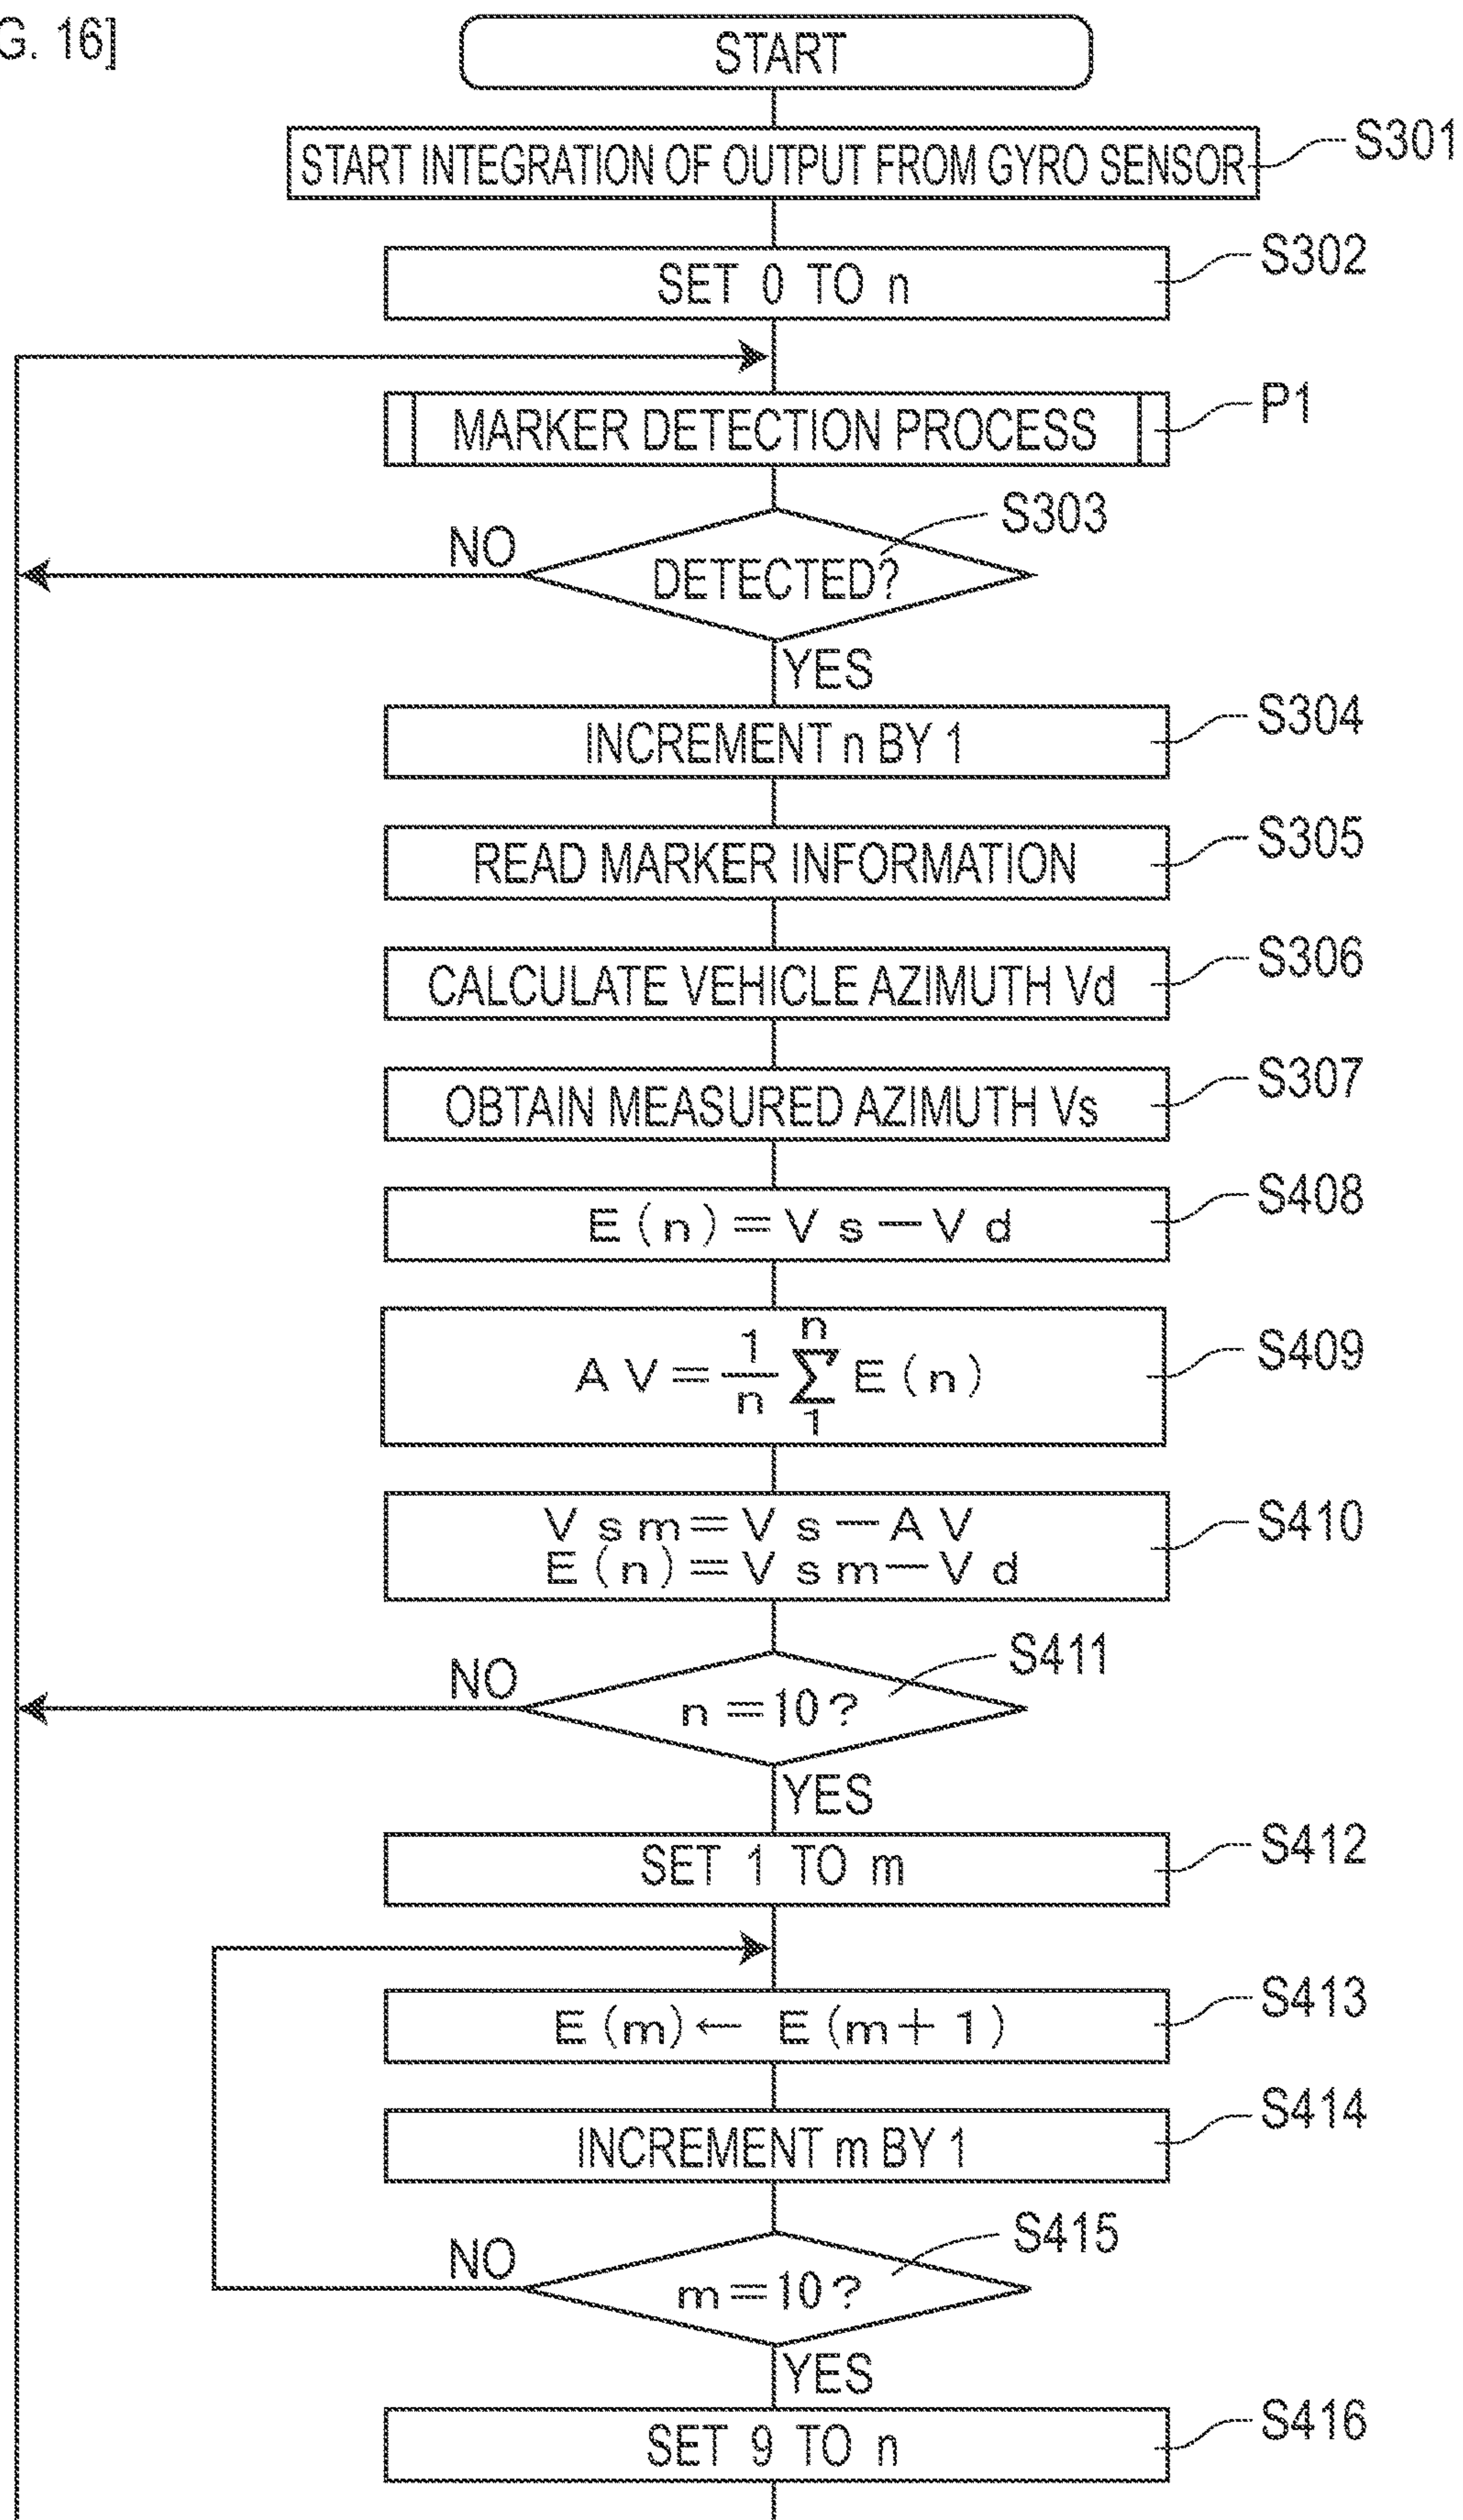 G. 16]
START
START INTEGRATION OF OUTPUT FROM GYRO SENSOR
S301
SET 0 TO n
S302
MARKER DETECTION PROCESS
P1
S303
NO
DETECTED?
YES
INCREMENT n BY 1
S304
READ MARKER INFORMATION
S305
CALCULATE VEHICLE AZIMUTH Vd
S306
OBTAIN MEASURED AZIMUTH Vs
S307
E(n)=Vs-Vd
S408
AV=\frac{1}{n}\sum_{1}^{n}E(n)
S409
Vsm=Vs-AV
E(n)=Vsm-Vd
S410
S411
NO
n=10?
YES
SET 1 TO m
S412
E(m)← E(m+1)
S413
INCREMENT m BY 1
S414
S415
NO
m=10?
YES
SET 9 TO n
S416